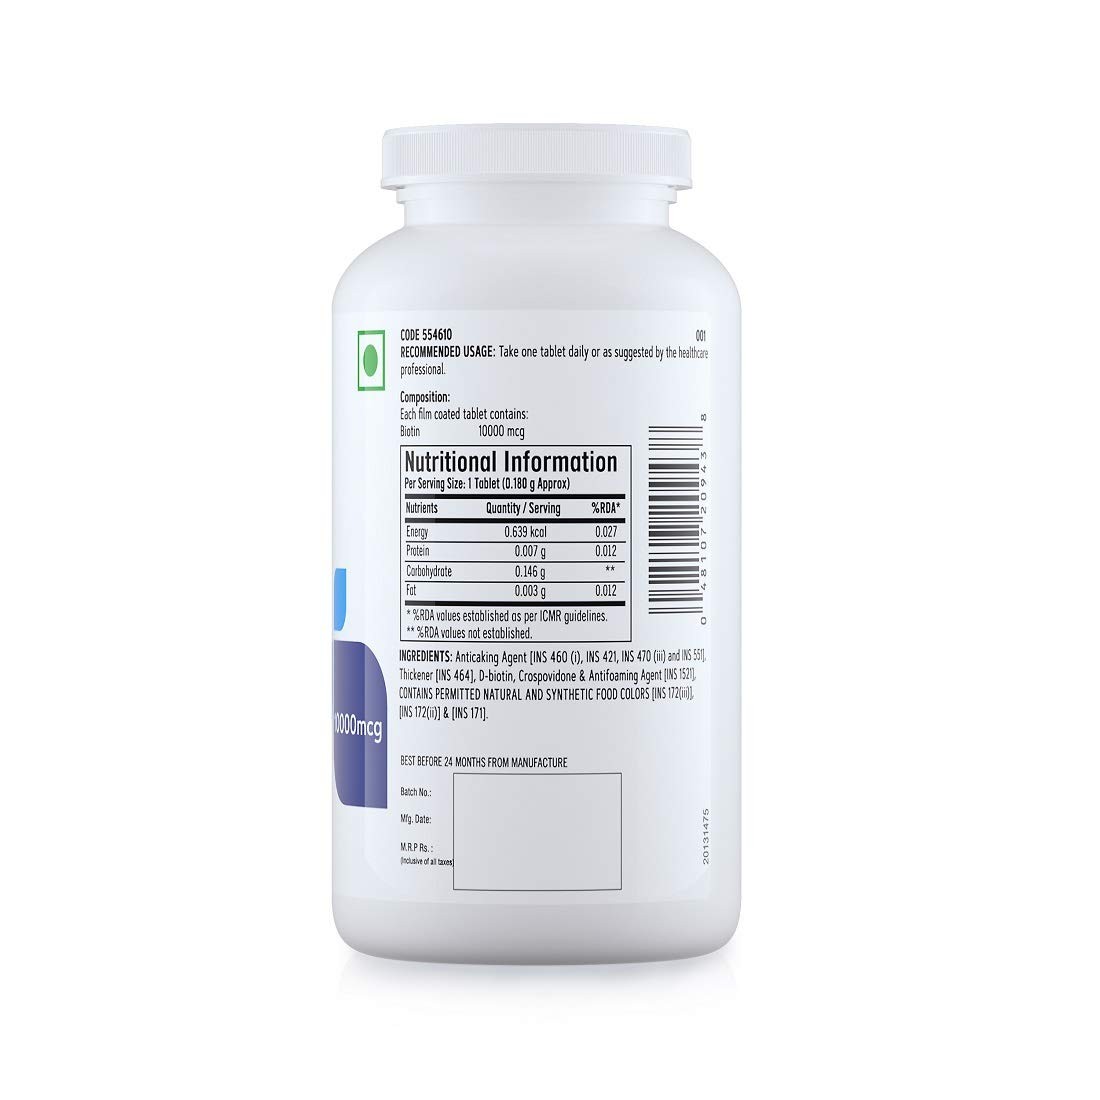 CODE 554610 001
RECOMMENDED USAGE: Take one tablet daily or as suggested by the healthcare
professional.
Composition:
Each film coated tablet contains:
Biotin 10000 mcg
Nutritional Information
Per Serving Size: 1 Tablet (0.180 g Approx)
Nutrients Quantity / Serving %RDA*
Energy 0.639 kcal 0.027
Protein 0.007 g 0.012
Carbohydrate 0.146 g **
Fat 0.003 g 0.012
* %RDA values established as per ICMR guidelines.
** %RDA values not established.
INGREDIENTS: Anticaking Agent [INS 460 (i), INS 421, INS 470 (iii) and INS 551],
Thickener [INS 464], D-biotin, Crospovidone & Antifoaming Agent [INS 1521],
CONTAINS PERMITTED NATURAL AND SYNTHETIC FOOD COLORS [INS 172(iii)],
[INS 172(ii)] & [INS 171].
10000mcg
BEST BEFORE 24 MONTHS FROM MANUFACTURE
Batch No.:
Mfg. Date:
M.R.P Rs. :
(Inclusive of all taxes)
0 48107 20943 8
20131475